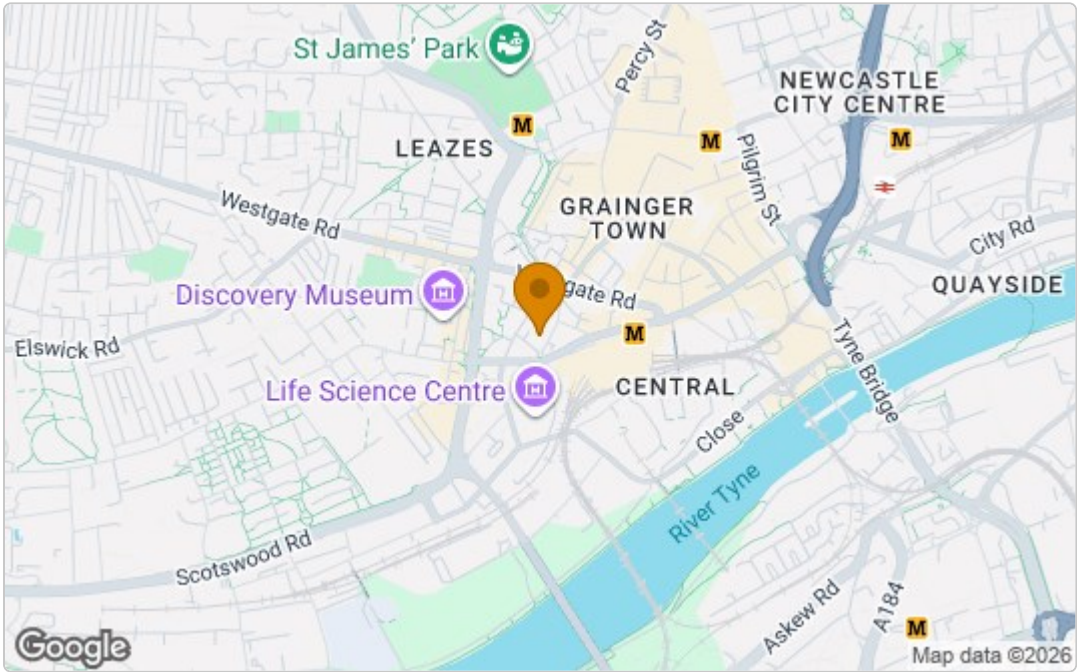 St James' Park
Percy St
NEWCASTLE
CITY CENTRE
M
M
M
LEAZES
Pilgrim St
Westgate Rd
GRAINGER
TOWN
City Rd
QUAYSIDE
Discovery Museum
gate Rd
M
Elswick Rd
Tyne Bridge
Life Science Centre
CENTRAL
Close
River Tyne
Scotswood Rd
Askew Rd
A184
M
Google
Map data ©2026